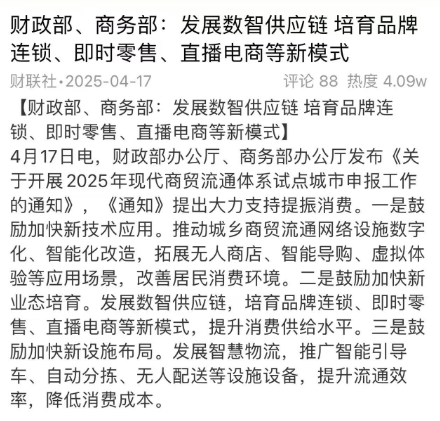 财政部、商务部：发展数智供应链 培育品牌
连锁、即时零售、直播电商等新模式
财联社•2025-04-17 评论 88 热度 4.09w
【财政部、商务部：发展数智供应链 培育品牌连
锁、即时零售、直播电商等新模式】
4月17日电，财政部办公厅、商务部办公厅发布《关
于开展2025年现代商贸流通体系试点城市申报工作
的通知》，《通知》提出大力支持提振消费。一是鼓
励加快新技术应用。推动城乡商贸流通网络设施数字
化、智能化改造，拓展无人商店、智能导购、虚拟体
验等应用场景，改善居民消费环境。二是鼓励加快新
业态培育。发展数智供应链，培育品牌连锁、即时零
售、直播电商等新模式，提升消费供给水平。三是鼓
励加快新设施布局。发展智慧物流，推广智能引导
车、自动分拣、无人配送等设施设备，提升流通效
率，降低消费成本。